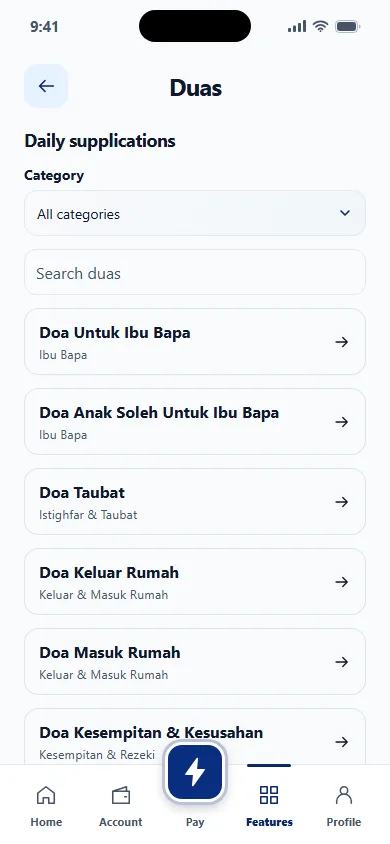 9:41
Duas
Daily supplications
Category
All categories
Search duas
Doa Untuk Ibu Bapa
Ibu Bapa
Doa Anak Soleh Untuk Ibu Bapa
Ibu Bapa
Doa Taubat
Istighfar & Taubat
Doa Keluar Rumah
Keluar & Masuk Rumah
Doa Masuk Rumah
Keluar & Masuk Rumah
Doa Kesempitan & Kesusahan
Kesempitan & Rezeki
Home
Account
Pay
Features
Profile